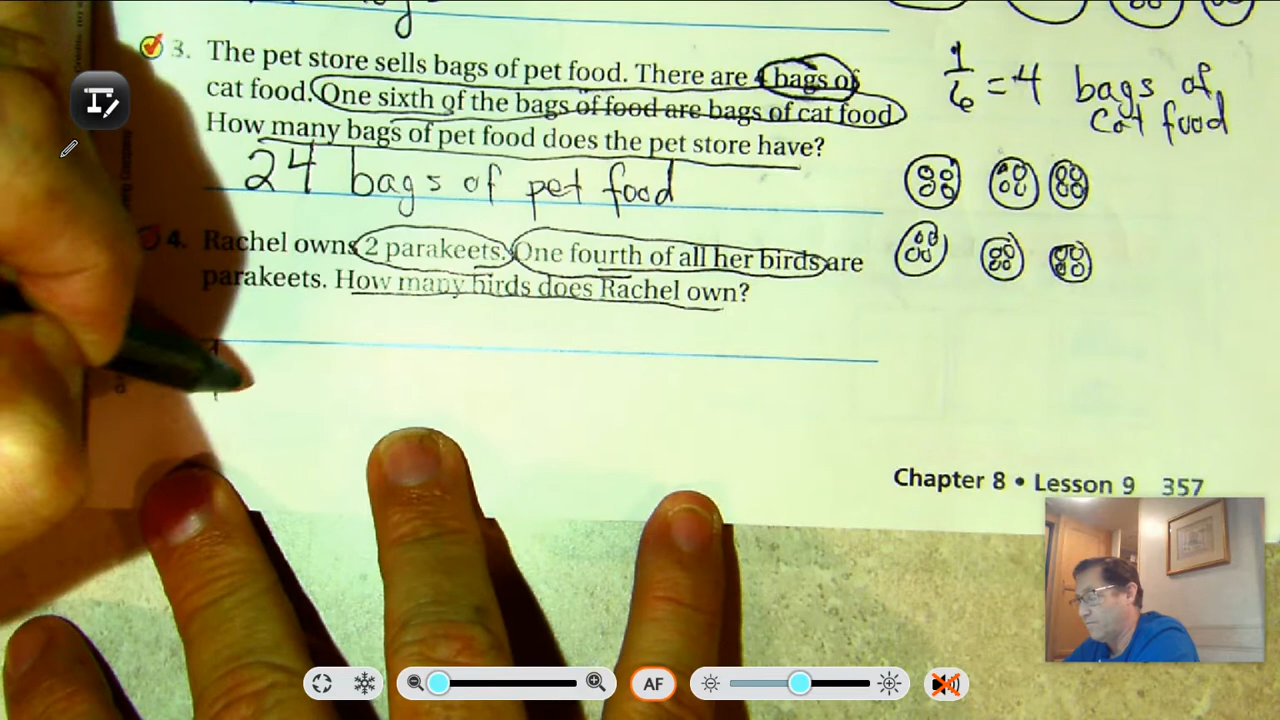 3. The pet store sells bags of pet food. There are 4 bags of
cat food. One sixth of the bags of food are bags of cat food.
How many bags of pet food does the pet store have?
24 bags of pet food
1/6 = 4 bags of
cat food
4. Rachel owns 2 parakeets. One fourth of all her birds are
parakeets. How many birds does Rachel own?
Chapter 8 • Lesson 9 357
AF